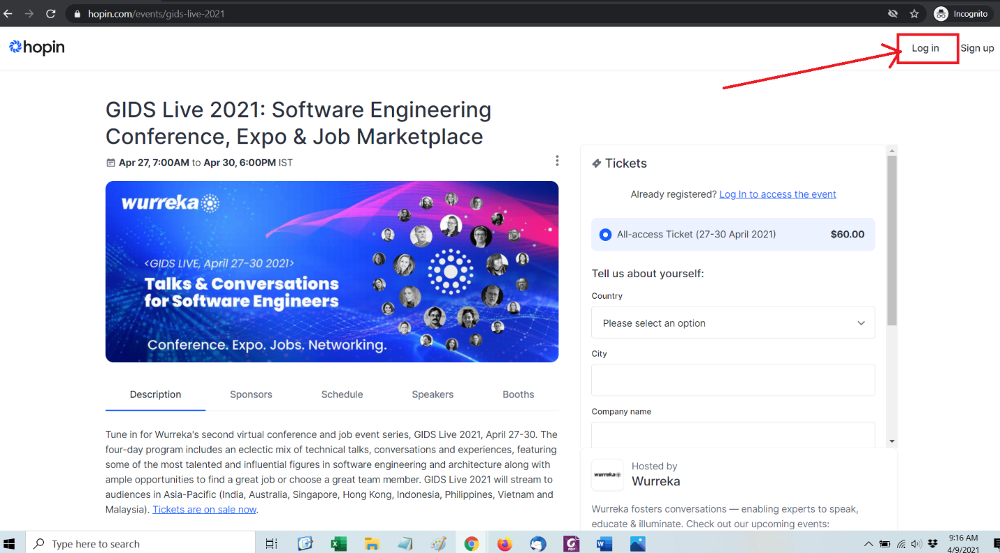 hopin.com/events/gids-live-2021
Incognito
hopin
Log in
Sign up
GIDS Live 2021: Software Engineering
Conference, Expo & Job Marketplace
Apr 27, 7:00AM to Apr 30, 6:00PM IST
wurreka
<GIDS LIVE, April 27-30 2021>
Talks & Conversations
for Software Engineers
Conference. Expo. Jobs. Networking.
Description
Sponsors
Schedule
Speakers
Booths
Tune in for Wurreka's second virtual conference and job event series, GIDS Live 2021, April 27-30. The
four-day program includes an eclectic mix of technical talks, conversations and experiences, featuring
some of the most talented and influential figures in software engineering and architecture along with
ample opportunities to find a great job or choose a great team member. GIDS Live 2021 will stream to
audiences in Asia-Pacific (India, Australia, Singapore, Hong Kong, Indonesia, Philippines, Vietnam and
Malaysia). Tickets are on sale now.
Tickets
Already registered? Log In to access the event
All-access Ticket (27-30 April 2021) $60.00
Tell us about yourself:
Country
Please select an option
City
Company name
wurreka
Hosted by
Wurreka
Wurreka fosters conversations — enabling experts to speak,
educate & illuminate. Check out our upcoming events:
Type here to search
G
PDF
W
9:16 AM
4/9/2021